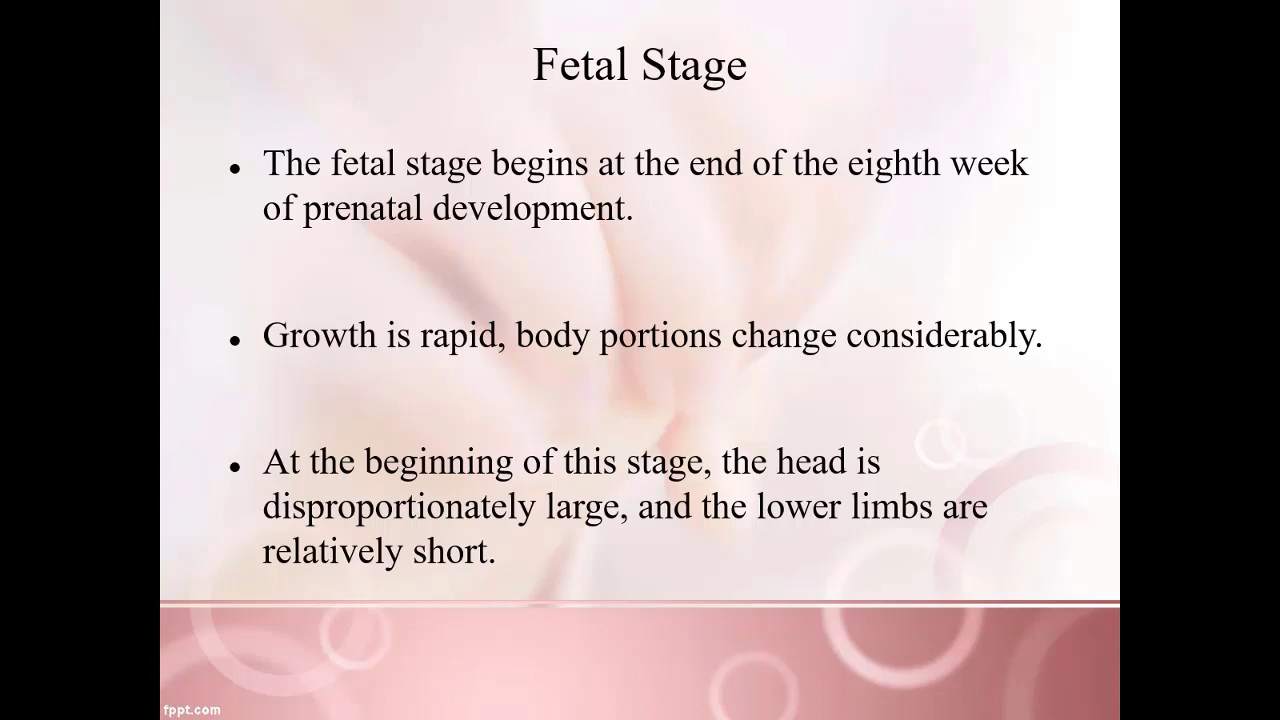 Fetal Stage
• The fetal stage begins at the end of the eighth week
of prenatal development.
• Growth is rapid, body portions change considerably.
• At the beginning of this stage, the head is
disproportionately large, and the lower limbs are
relatively short.
fppt.com